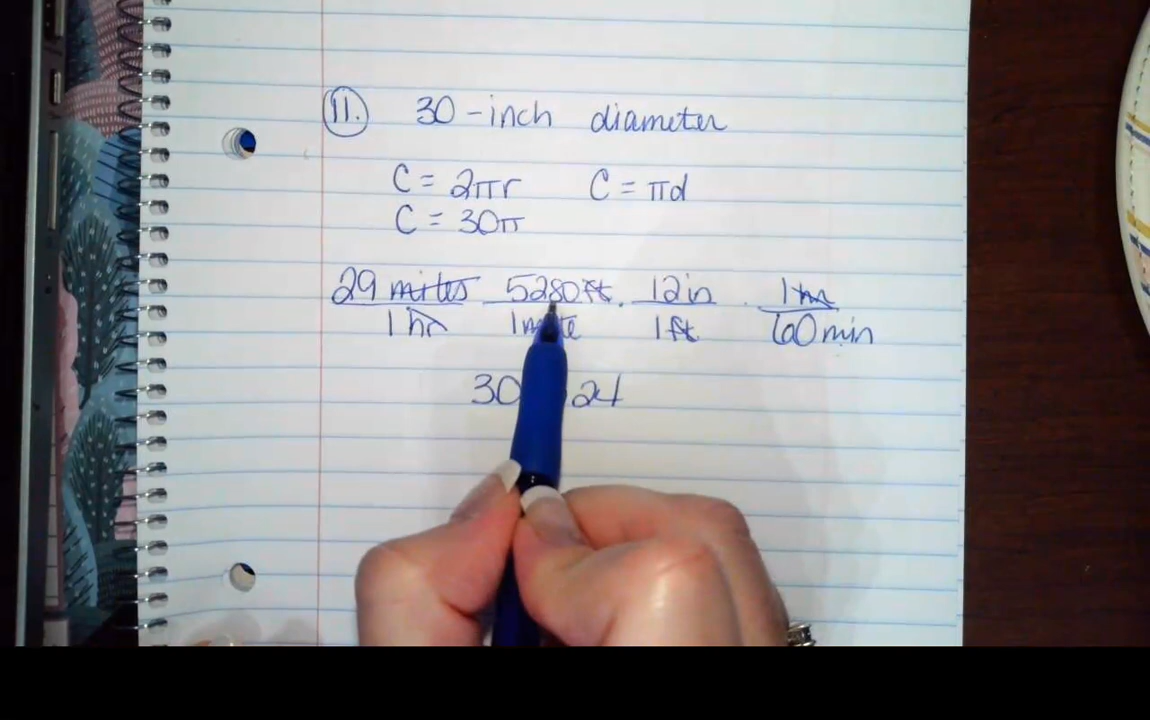 11. 30-inch diameter
C = 2πr C = πd
C = 30π
29 miles 5280 ft . 12 in . 1 hr
1 hr 1 mile 1 ft 60 min
30 24